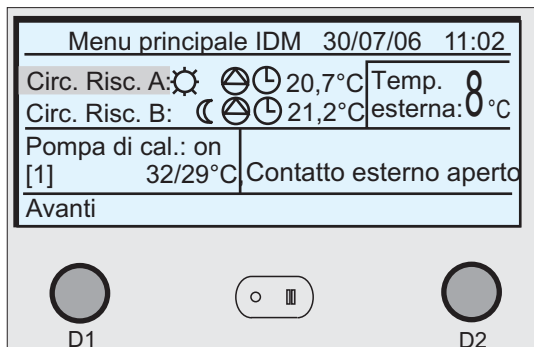 Menu principale IDM 30/07/06 11:02
Circ. Risc. A: 20,7°C
Circ. Risc. B: 21,2°C
Temp. esterna: 8 °C
Pompa di cal.: on
[1] 32/29°C
Contatto esterno aperto
Avanti
D1 D2